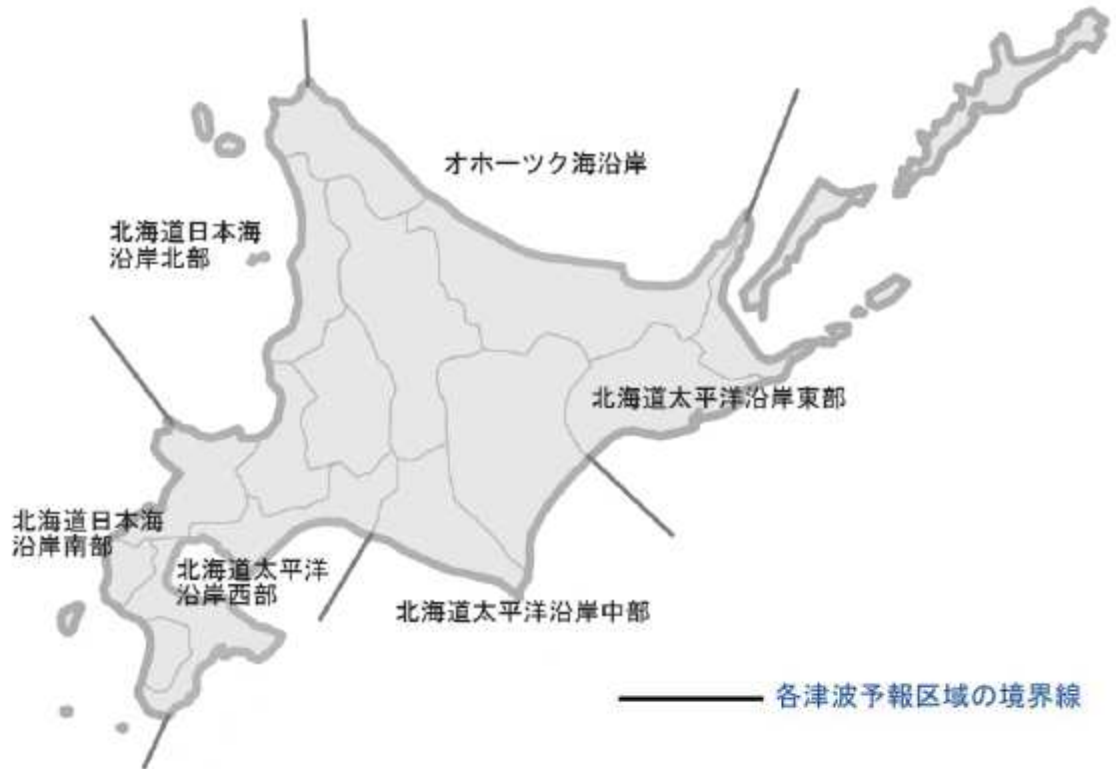 オホーツク海沿岸
北海道日本海
沿岸北部
北海道太平洋沿岸東部
北海道日本海
沿岸南部
北海道太平洋
沿岸西部
北海道太平洋沿岸中部
各津波予報区域の境界線